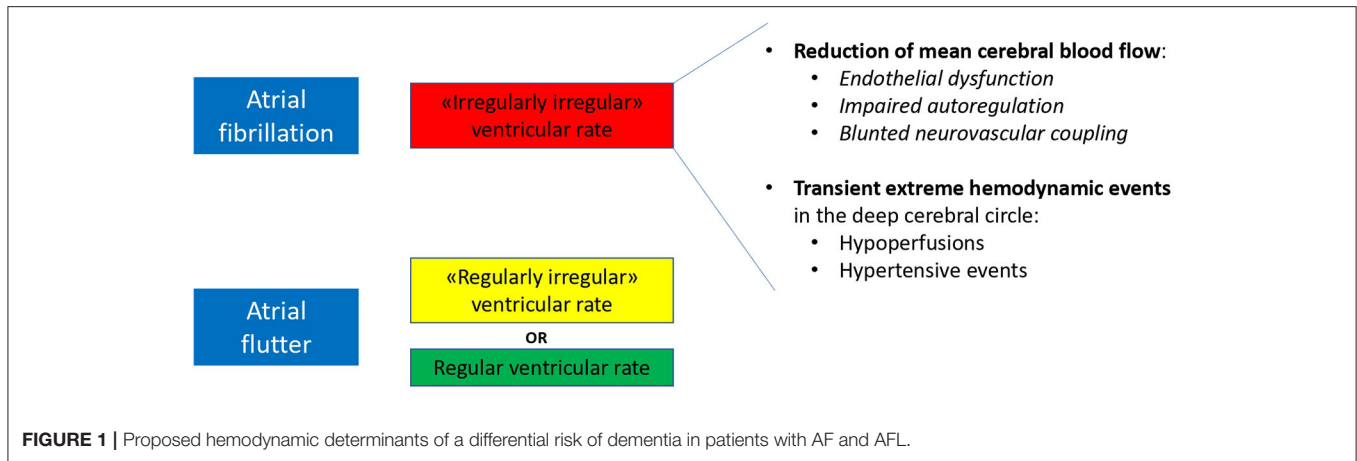 Atrial
fibrillation
«Irregularly irregular»
ventricular rate
• Reduction of mean cerebral blood flow:
• Endothelial dysfunction
• Impaired autoregulation
• Blunted neurovascular coupling
• Transient extreme hemodynamic events
in the deep cerebral circle:
• Hypoperfusions
• Hypertensive events
Atrial
flutter
«Regularly irregular»
ventricular rate
OR
Regular ventricular rate
FIGURE 1 | Proposed hemodynamic determinants of a differential risk of dementia in patients with AF and AFL.